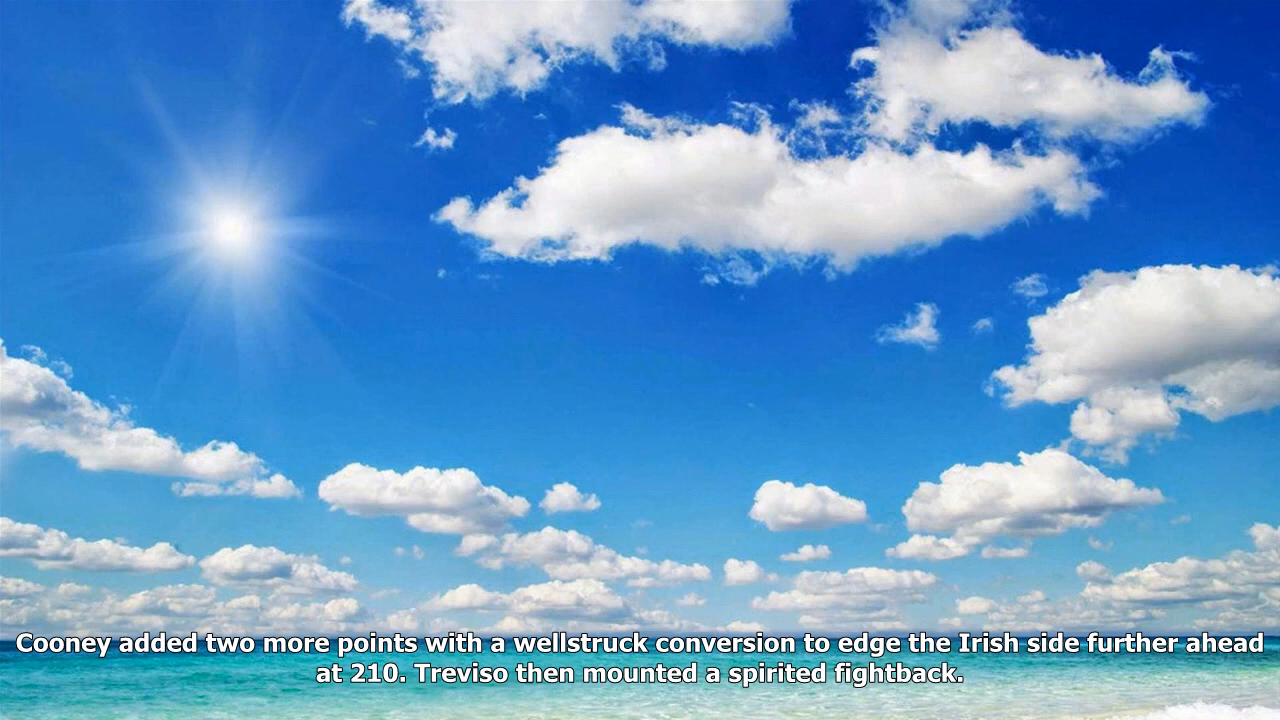 Cooney added two more points with a wellstruck conversion to edge the Irish side further ahead
at 210. Treviso then mounted a spirited fightback.